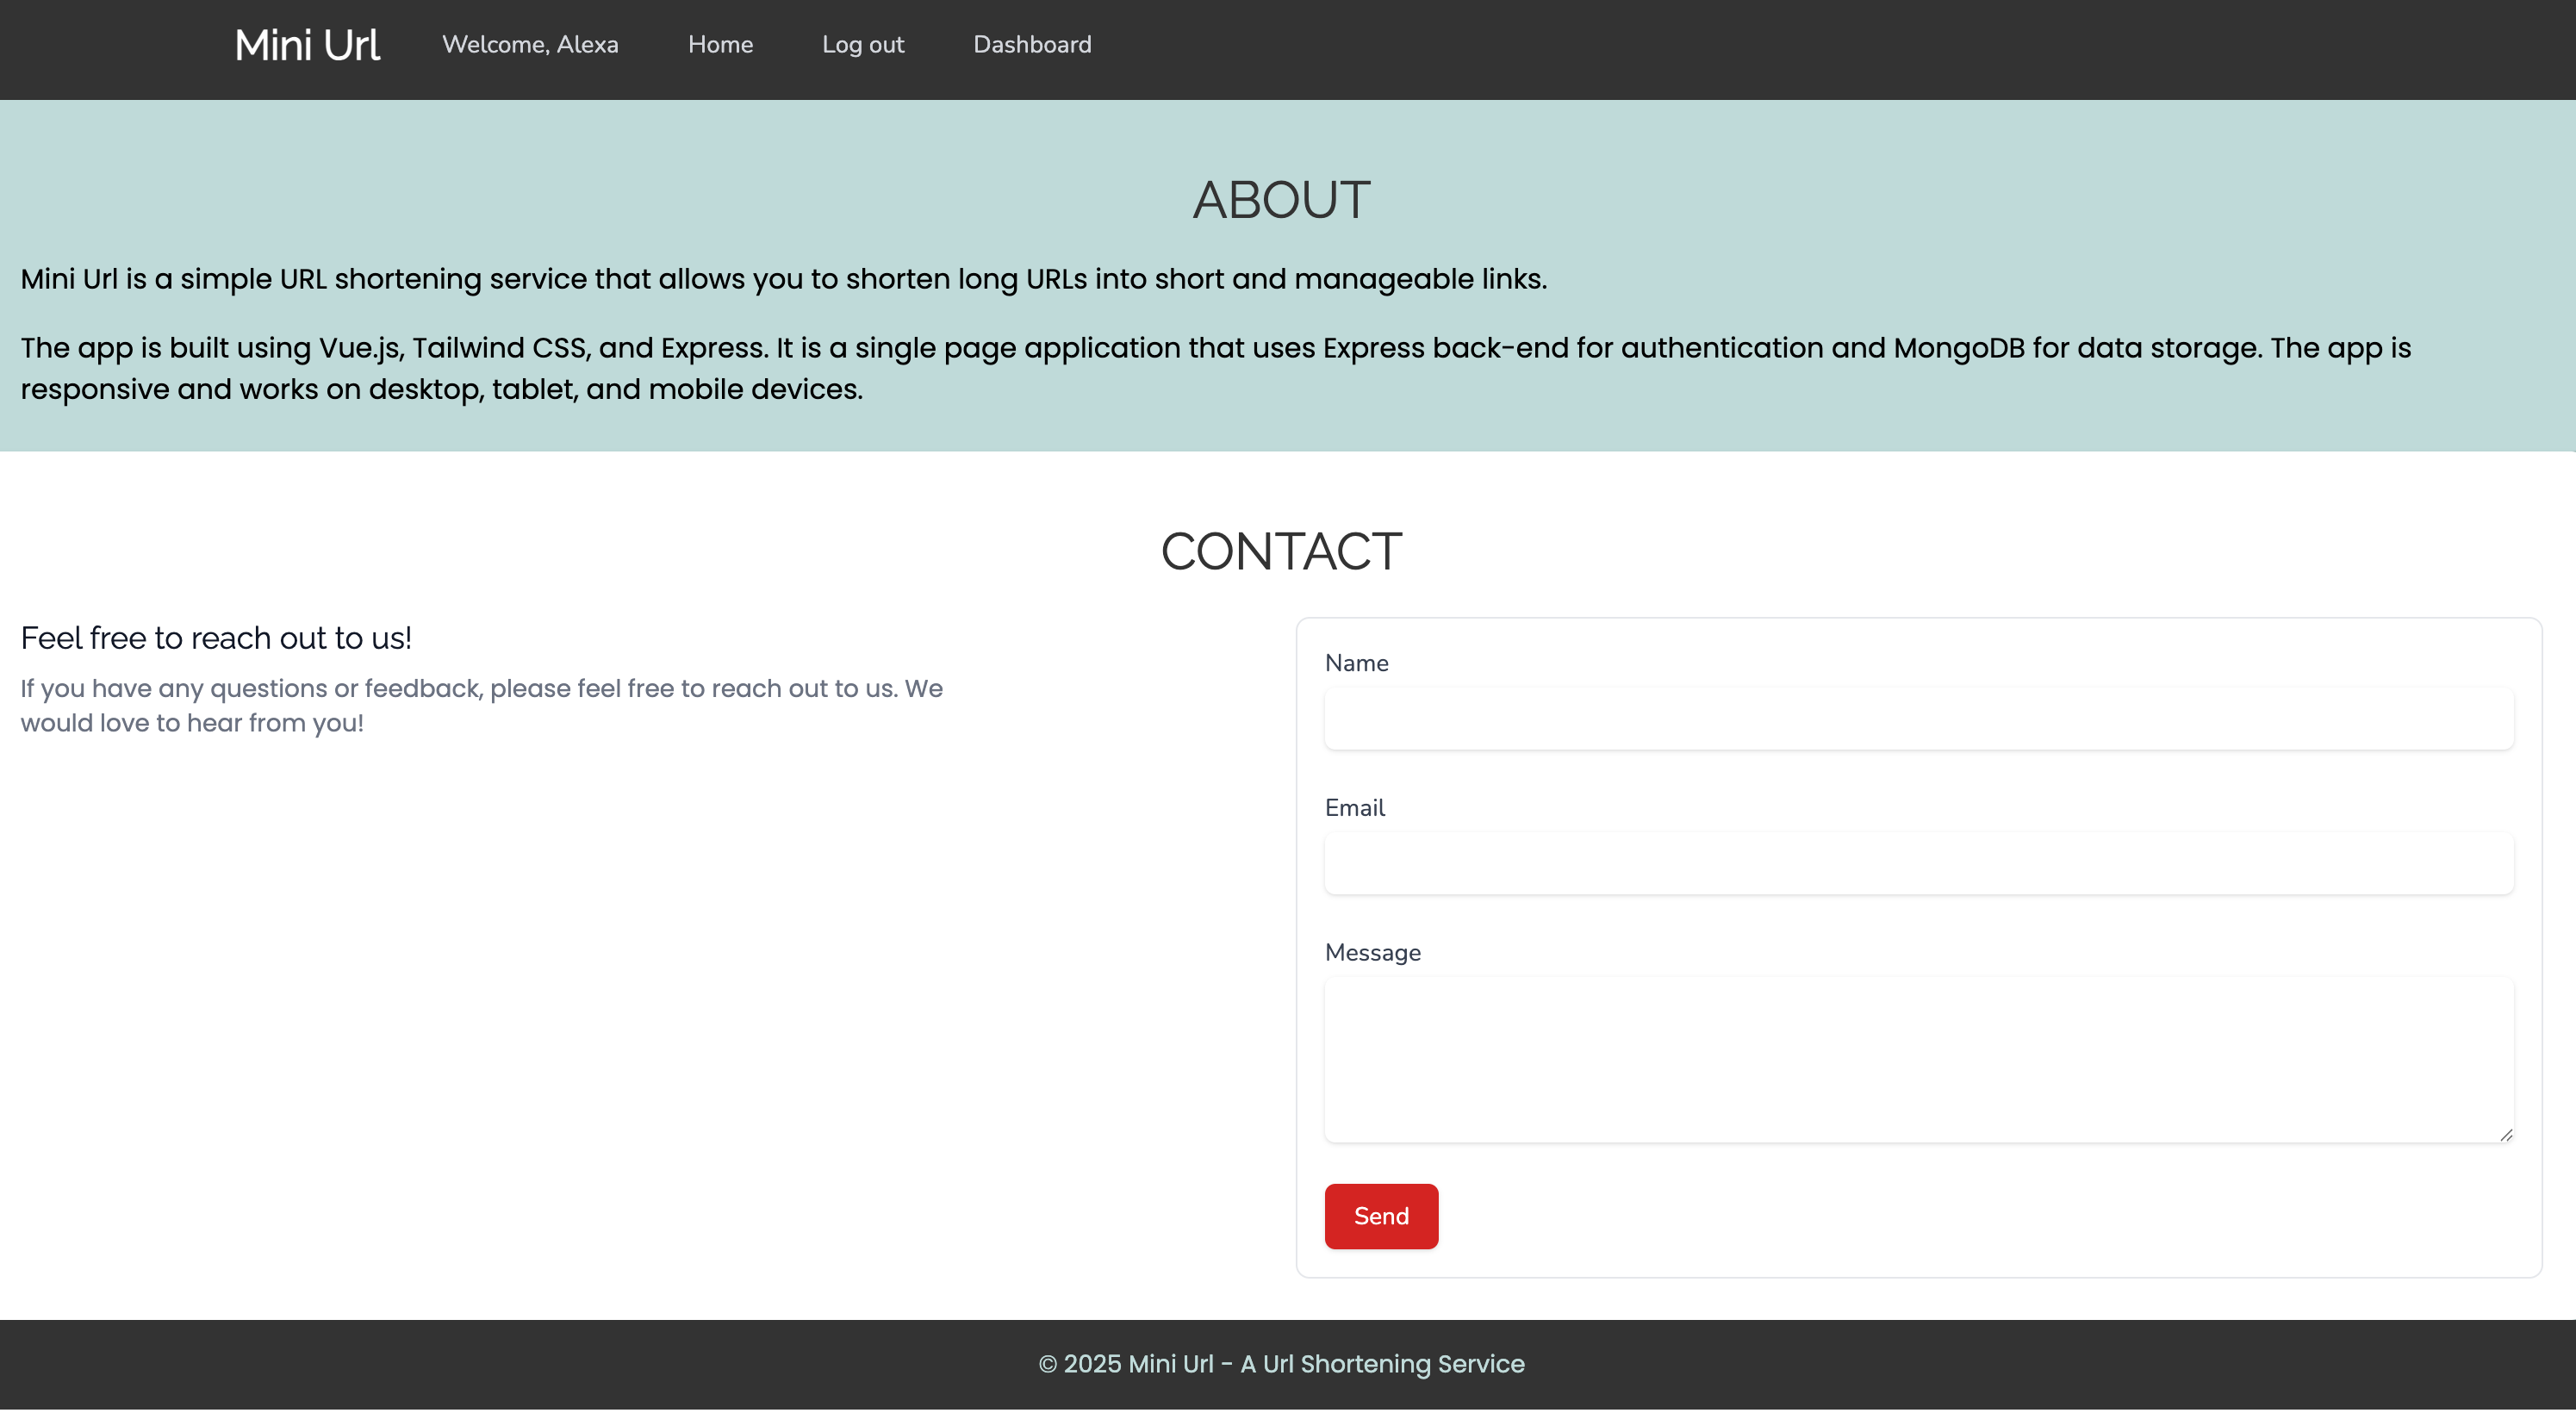 Mini Url
Welcome, Alexa
Home
Log out
Dashboard
ABOUT
Mini Url is a simple URL shortening service that allows you to shorten long URLs into short and manageable links.
The app is built using Vue.js, Tailwind CSS, and Express. It is a single page application that uses Express back-end for authentication and MongoDB for data storage. The app is
responsive and works on desktop, tablet, and mobile devices.
CONTACT
Feel free to reach out to us!
If you have any questions or feedback, please feel free to reach out to us. We
would love to hear from you!
Name
Email
Message
Send
© 2025 Mini Url - A Url Shortening Service